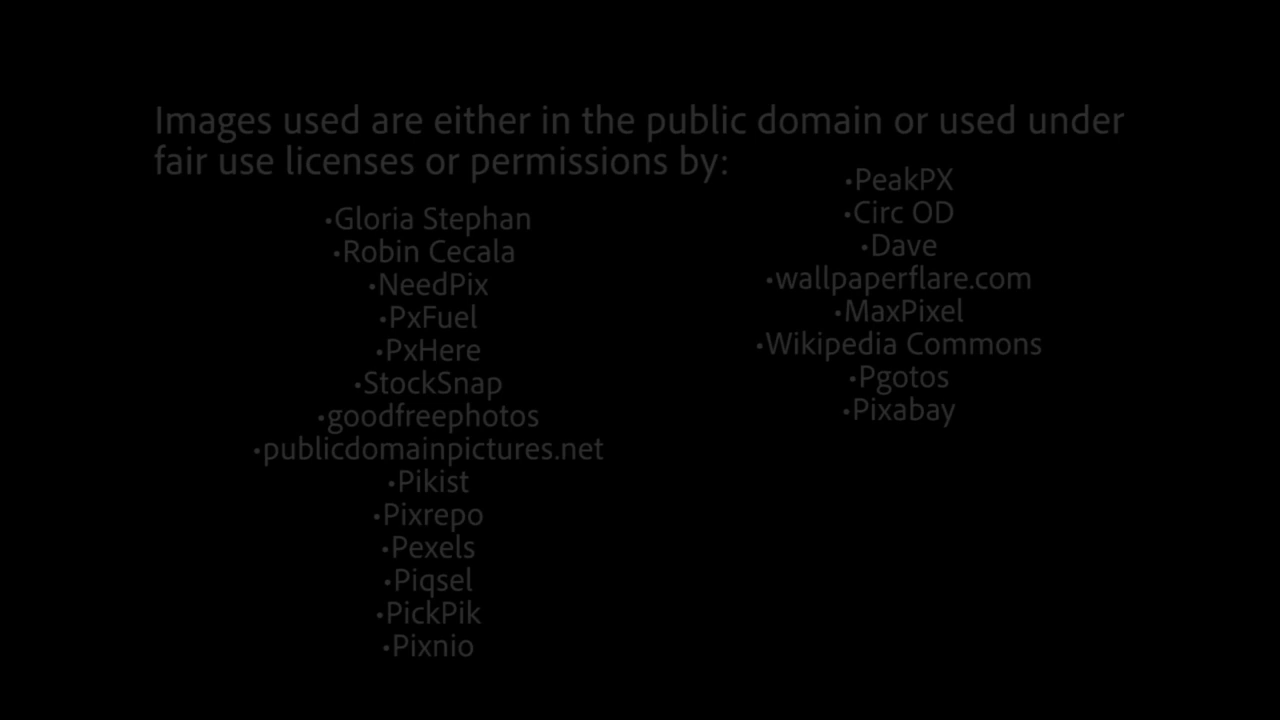 Images used are either in the public domain or used under
fair use licenses or permissions by:
•Gloria Stephan
•Robin Cecala
•NeedPix
•PxFuel
•PxHere
•StockSnap
•goodfreephotos
•publicdomainpictures.net
•Pikist
•Pixrepo
•Pexels
•Piqsel
•PickPik
•Pixnio
•PeakPX
•Circ OD
•Dave
•wallpaperflare.com
•MaxPixel
•Wikipedia Commons
•Pgotos
•Pixabay